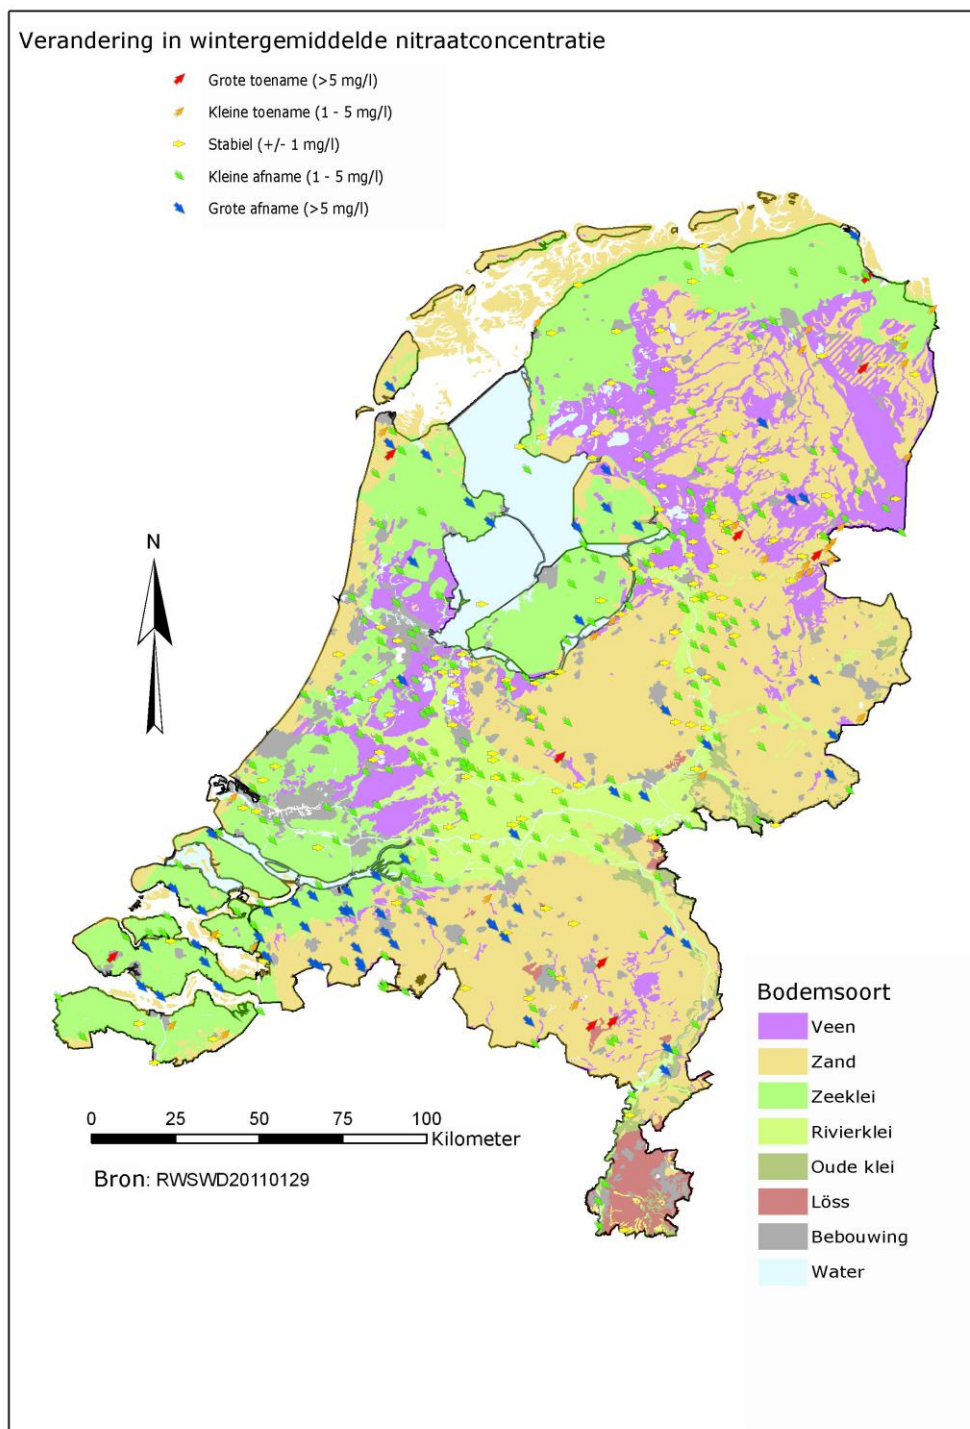 Verandering in wintergemiddelde nitraatconcentratie
Grote toename (>5 mg/l)
Kleine toename (1 - 5 mg/l)
Stabiel (+/- 1 mg/l)
Kleine afname (1 - 5 mg/l)
Grote afname (>5 mg/l)
N
Bodemsoort
Veen
Zand
Zeeklei
Rivierklei
Oude klei
Löss
Bebouwing
Water
0 25 50 75 100
Kilometer
Bron: RWSWD20110129